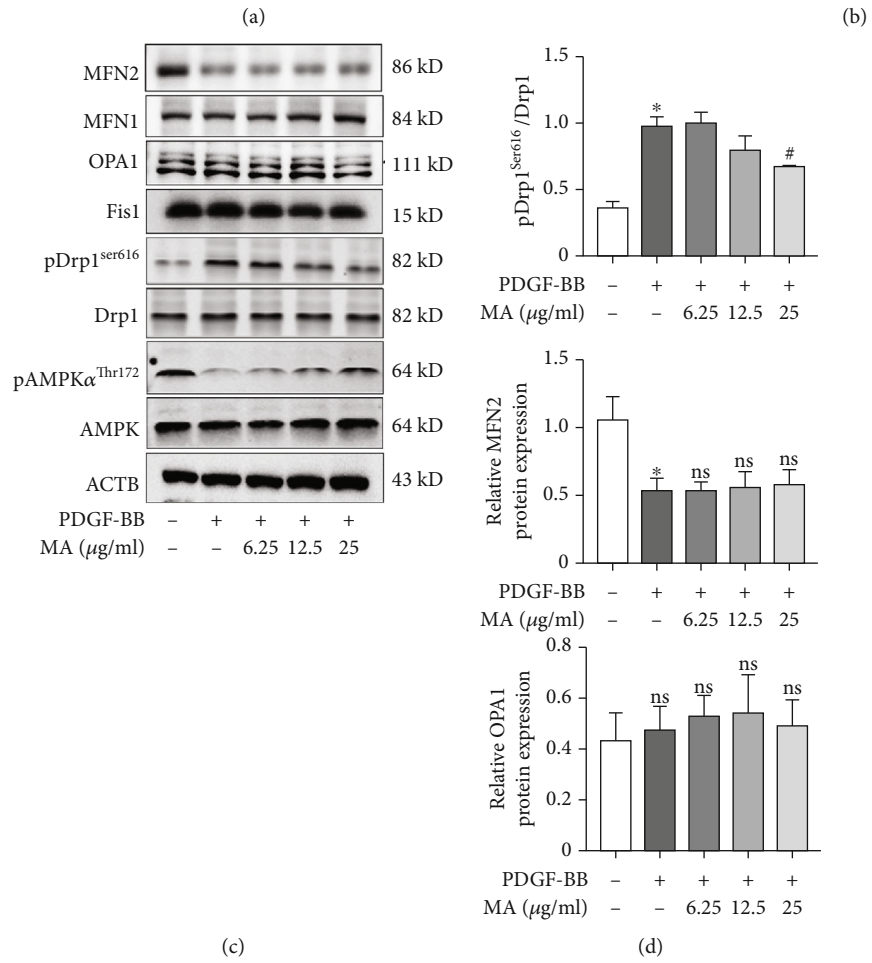 (a)
(b)
MFN2 86 kD
MFN1 84 kD
OPA1 111 kD
Fis1 15 kD
pDrp1ˢᵉʳ⁶¹⁶ 82 kD
Drp1 82 kD
pAMPKαᵀʰʳ¹⁷² 64 kD
AMPK 64 kD
ACTB 43 kD
PDGF-BB – + + + +
MA (μg/ml) – – 6.25 12.5 25
(c)
pDrp1ˢᵉʳ⁶¹⁶/Drp1
1.5
1.0
0.5
0
* #
PDGF-BB – + + + +
MA (μg/ml) – – 6.25 12.5 25
Relative MFN2
protein expression
1.5
1.0
0.5
0
* ns ns ns
PDGF-BB – + + + +
MA (μg/ml) – – 6.25 12.5 25
Relative OPA1
protein expression
0.8
0.6
0.4
0.2
0
ns ns ns ns
PDGF-BB – + + + +
MA (μg/ml) – – 6.25 12.5 25
(d)